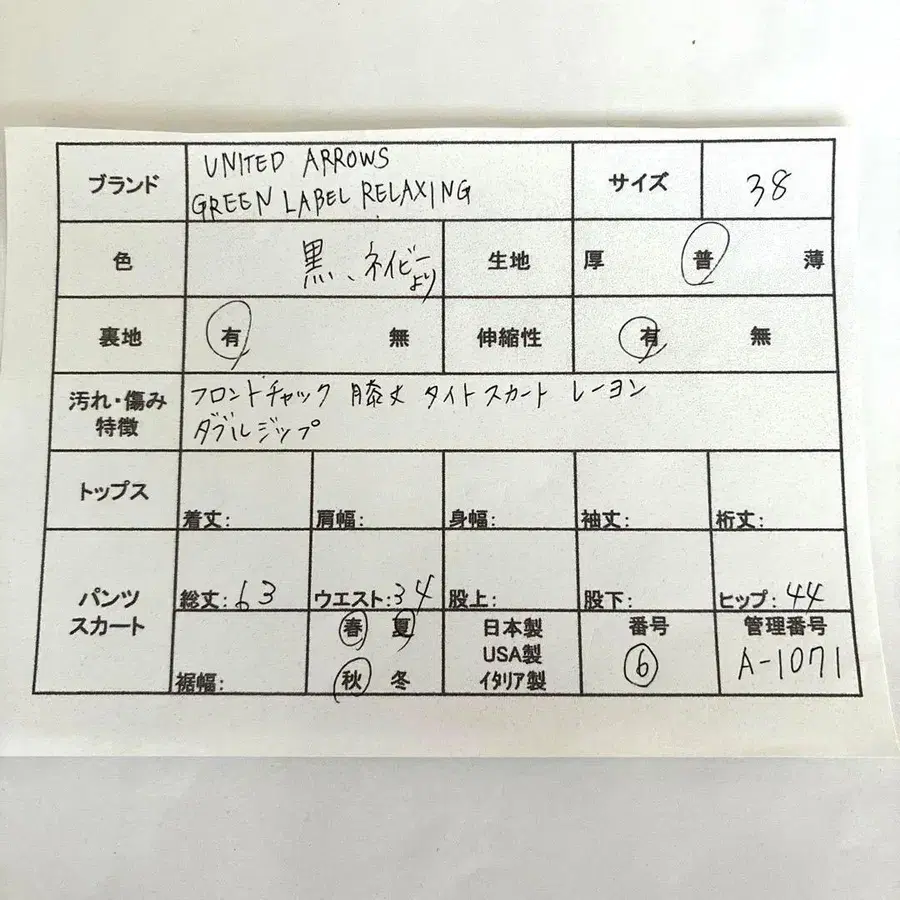 ブランド UNITED ARROWS サイズ 38
GREEN LABEL RELAXING
色 黒、ネイビーより 生地 厚 普 薄
裏地 有 無 伸縮性 有 無
汚れ・傷み フロントチャック 膝丈 タイトスカート レーヨン
特徴 ダブルジップ
トップス 着丈: 肩幅: 身幅: 袖丈: 裄丈:
パンツ 総丈:63 ウエスト:34 股上: 股下: ヒップ:44
スカート 春 夏 日本製 番号 管理番号
USA製 6 A-1071
裾幅: 秋 冬 イタリア製